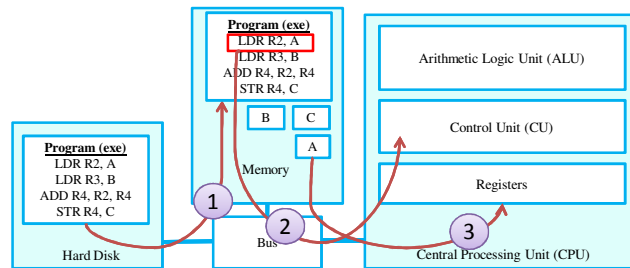 Program (exe)
LDR R2, A
LDR R3, B
ADD R4, R2, R4
STR R4, C
B
C
A
Memory
1
Program (exe)
LDR R2, A
LDR R3, B
ADD R4, R2, R4
STR R4, C
Hard Disk
2
Bus
Arithmetic Logic Unit (ALU)
Control Unit (CU)
Registers
3
Central Processing Unit (CPU)